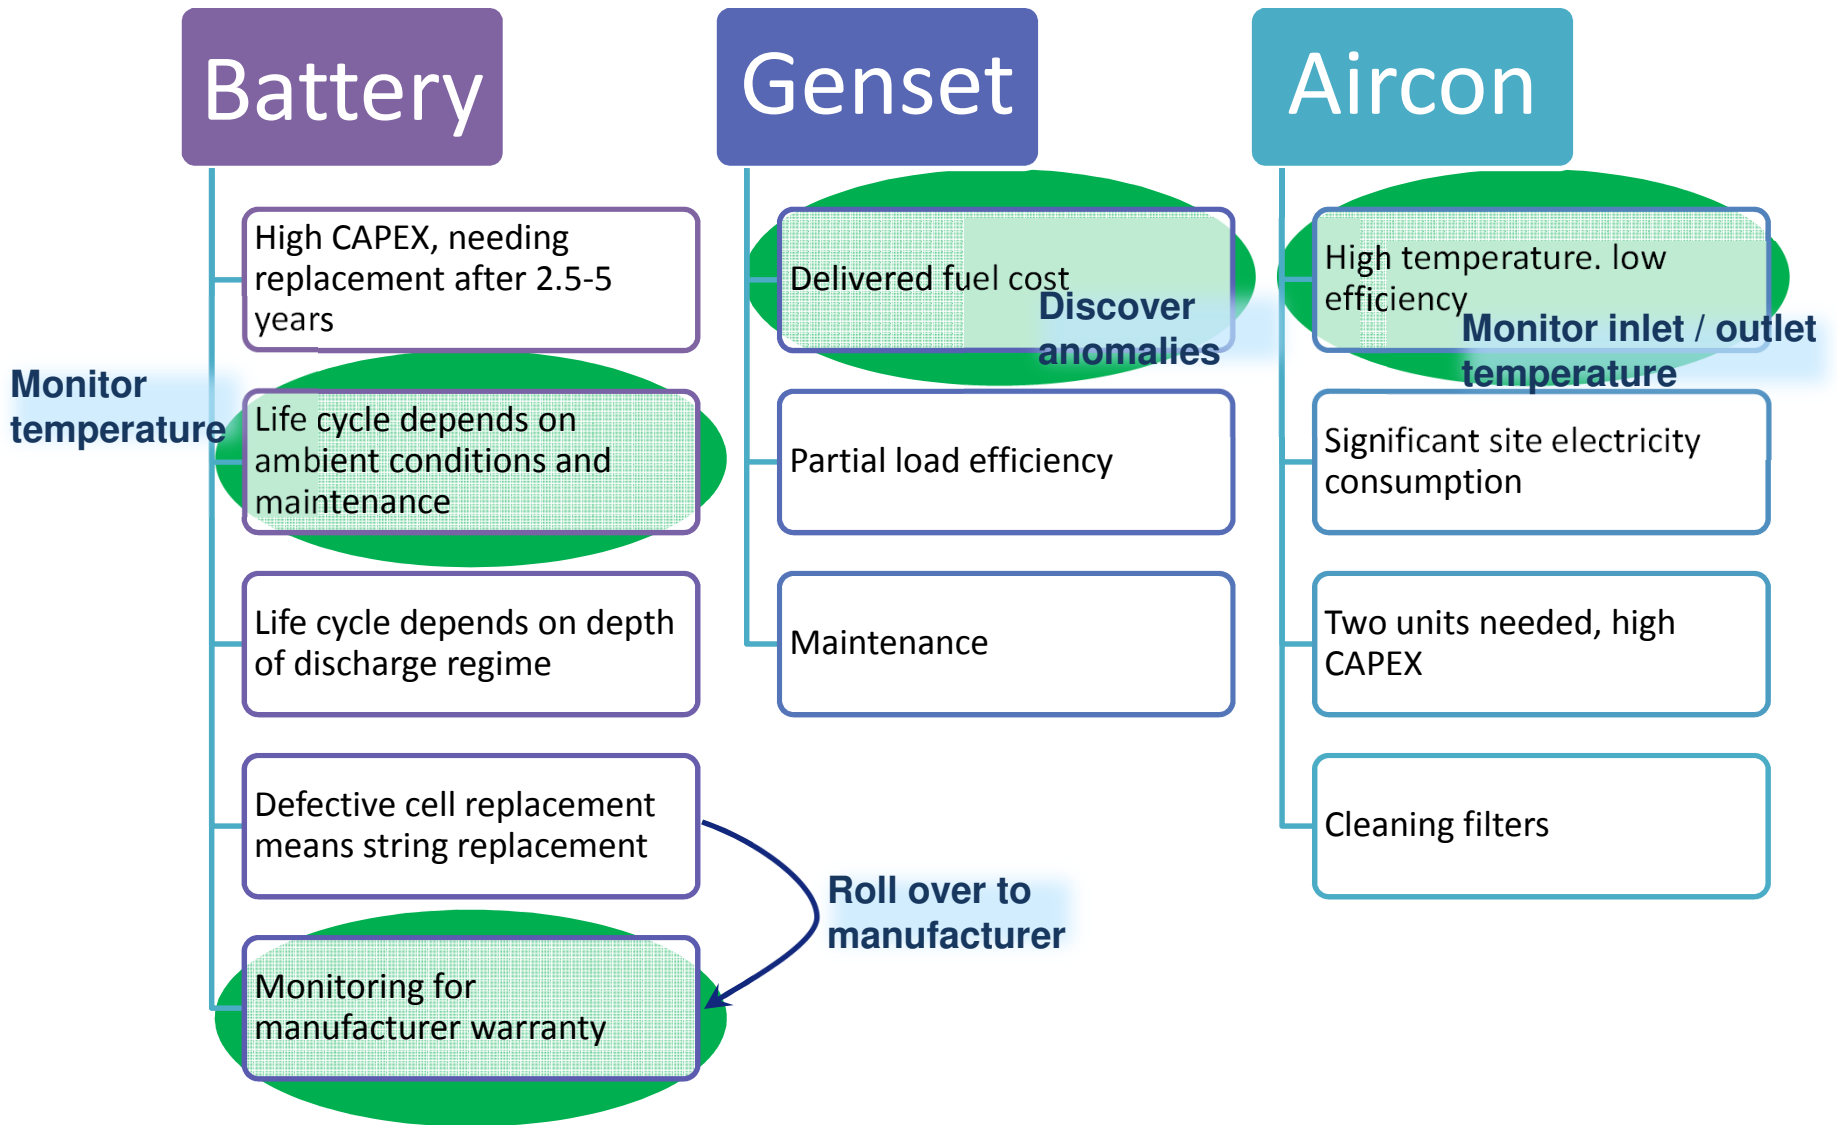 Battery
High CAPEX, needing
replacement after 2.5-5
years
Monitor
temperature
Life cycle depends on
ambient conditions and
maintenance
Life cycle depends on depth
of discharge regime
Defective cell replacement
means string replacement
Roll over to
manufacturer
Monitoring for
manufacturer warranty
Genset
Delivered fuel cost
Discover
anomalies
Partial load efficiency
Maintenance
Aircon
High temperature. low
efficiency
Monitor inlet / outlet
temperature
Significant site electricity
consumption
Two units needed, high
CAPEX
Cleaning filters